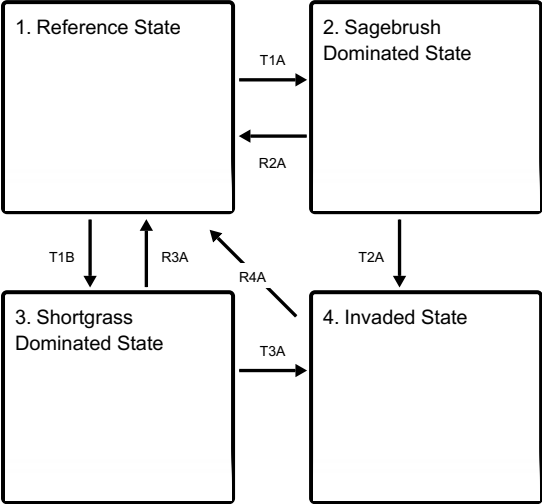 1. Reference State
2. Sagebrush
Dominated State
T1A
R2A
T1B
R3A
R4A
T2A
3. Shortgrass
Dominated State
4. Invaded State
T3A